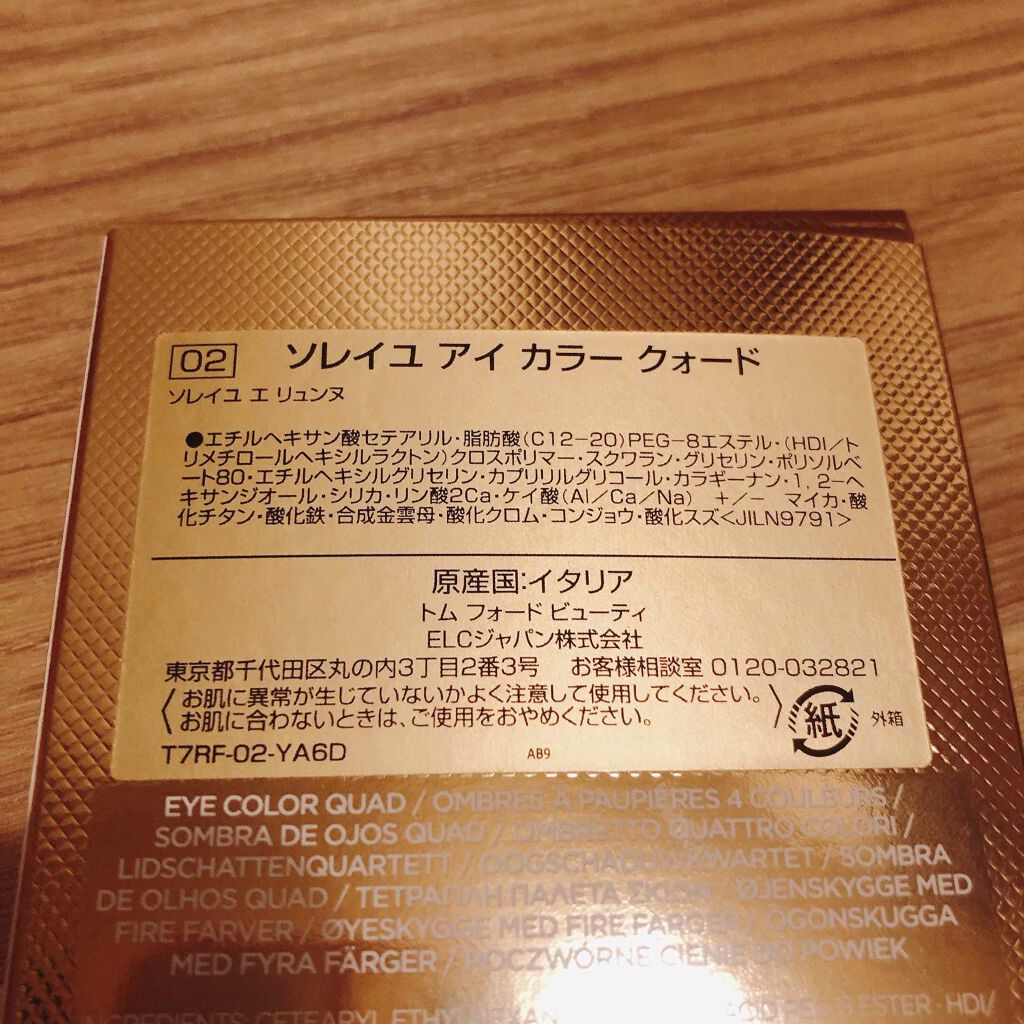 02 ソレイユ アイ カラー クォード
ソレイユ エ リュンヌ
●エチルヘキサン酸セテアリル・脂肪酸(C12-20)PEG-8エステル・(HDI/ト
リメチロールヘキシルラクトン)クロスポリマー・スクワラン・グリセリン・ポリソルベ
ート80・エチルヘキシルグリセリン・カプリリルグリコール・カラギーナン・1,2-ヘ
キサンジオール・シリカ・リン酸2Ca・ケイ酸(Al/Ca/Na) +/- マイカ・酸
化チタン・酸化鉄・合成金雲母・酸化クロム・コンジョウ・酸化スズ<JILN9791>
原産国:イタリア
トム フォード ビューティ
ELCジャパン株式会社
東京都千代田区丸の内3丁目2番3号 お客様相談室 0120-032821
お肌に異常が生じていないかよく注意して使用してください。
お肌に合わないときは、ご使用をおやめください。
紙 外箱
T7RF-02-YA6D AB9
EYE COLOR QUAD / OMBRES À PAUPIÈRES 4 COULEURS /
SOMBRA DE OJOS QUAD / OMBRETTO QUATTRO COLORI /
LIDSCHATTENQUARTETT / OOGSCHADUWKWARTET / SOMBRA
DE OLHOS QUAD / ΤΕΤΡΑΠΛΗ ΠΑΛΕΤΑ ΣΚΙΩΝ / ØJENSKYGGE MED
FIRE FARVER / ØYESKYGGE MED FIRE FARGER / ÖGONSKUGGA
MED FYRA FÄRGER / POCZWÓRNE CIENIE DO POWIEK
INGREDIENTS: CETEARYL ETHYLHEXAN ESTER · HDI/